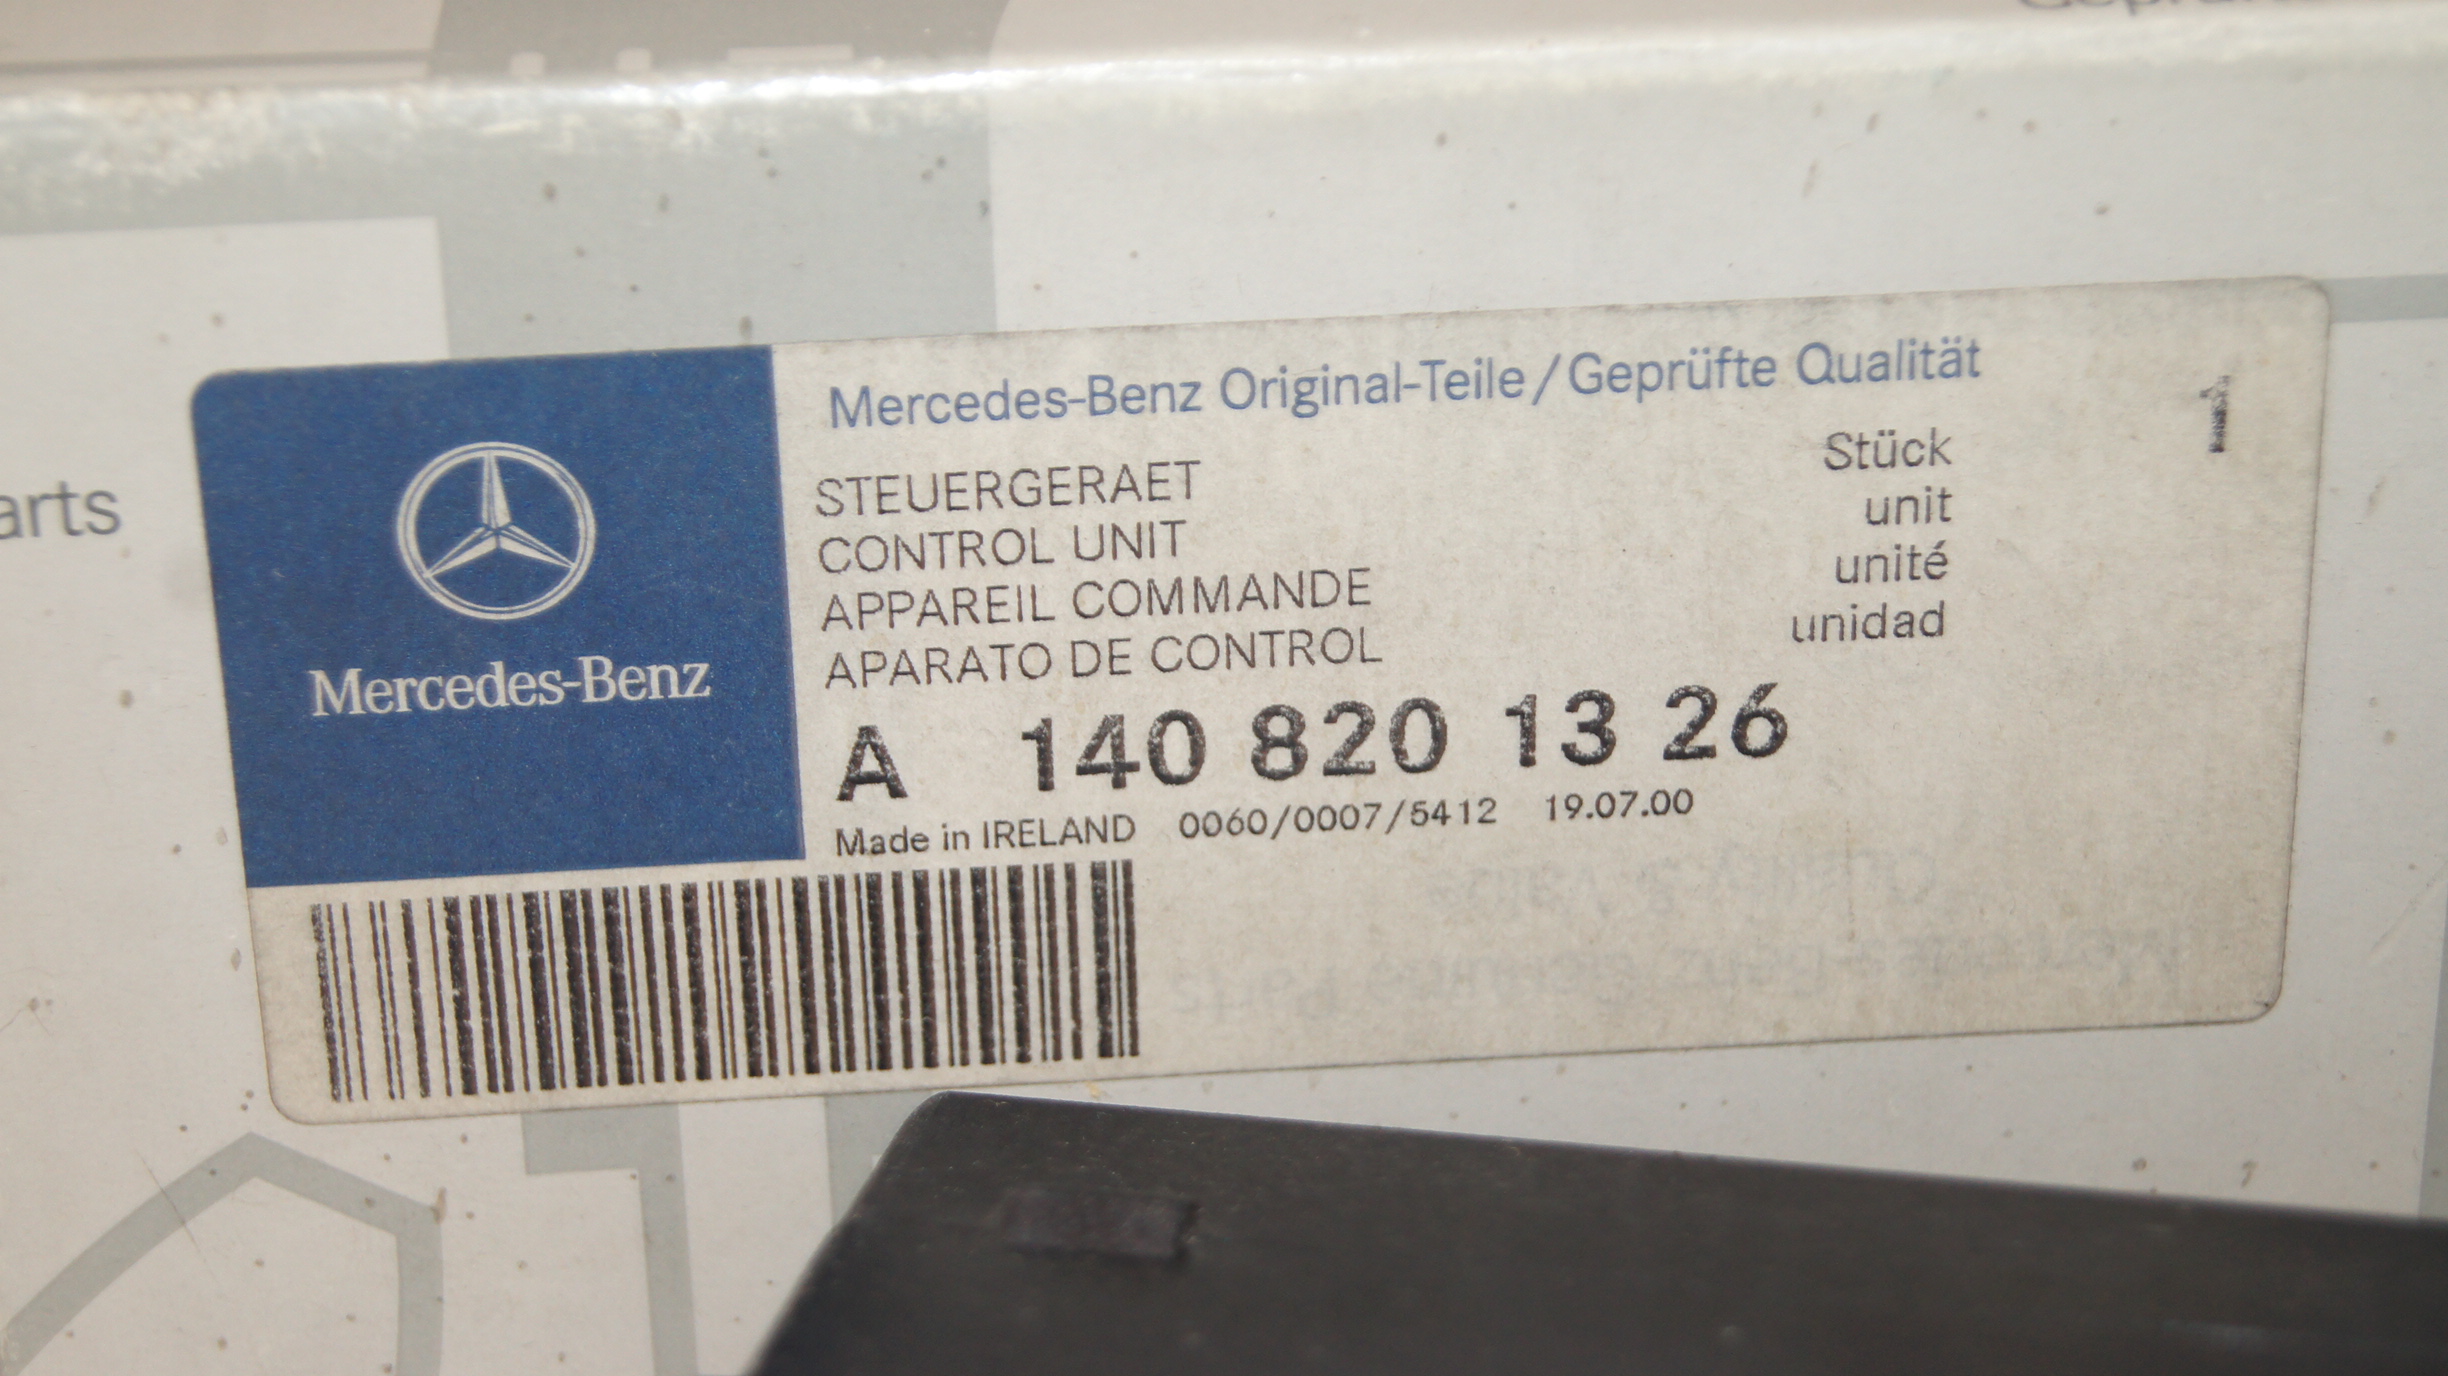 arts
Mercedes-Benz
Mercedes-Benz Original-Teile/Geprüfte Qualität
STEUERGERAET
CONTROL UNIT
APPAREIL COMMANDE
APARATO DE CONTROL
Stück 1
unit
unité
unidad
A 140 820 13 26
Made in IRELAND 0060/0007/5412 19.07.00